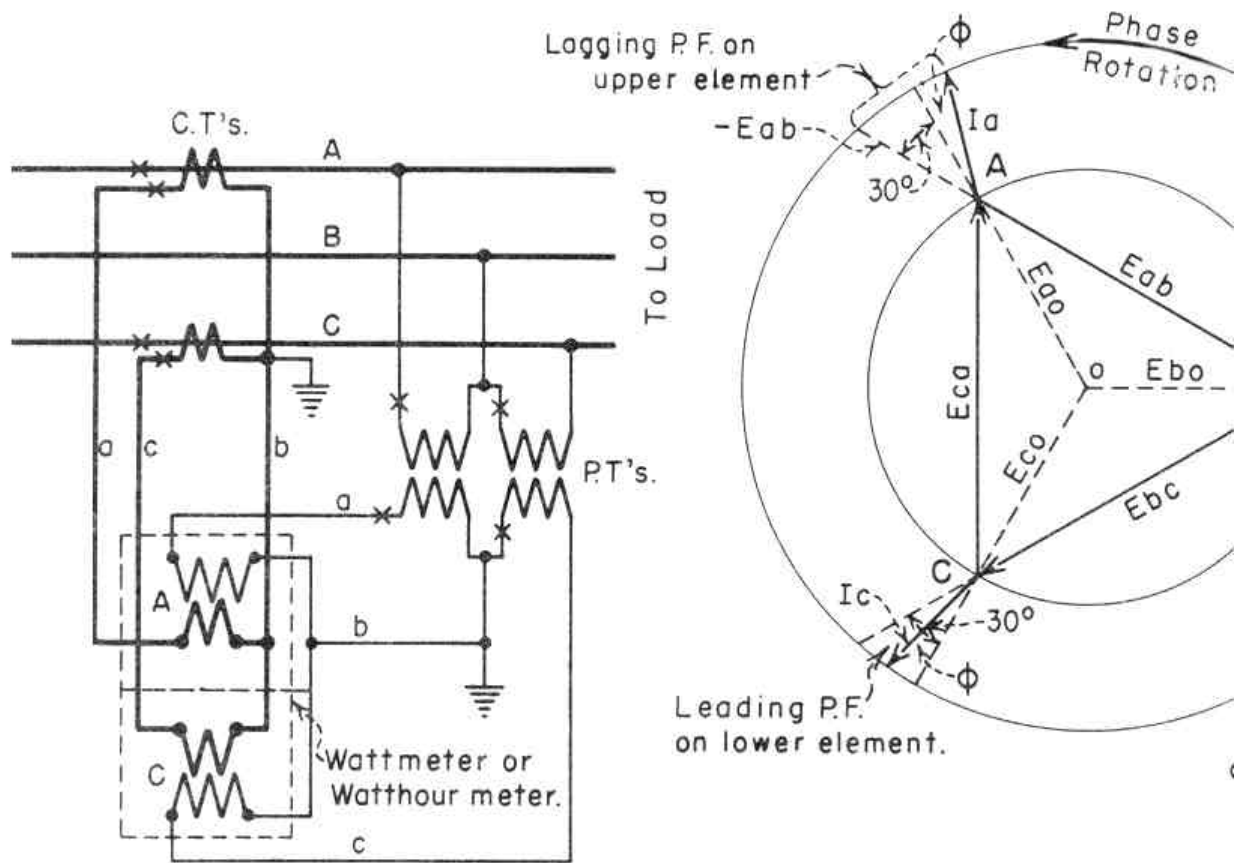 C.T's.
A
B
C
To Load
a
c
b
P.T's.
a
A
b
C
Wattmeter or
Watthour meter.
c
Phase
Rotation
Φ
Lagging P.F. on
upper element
-Eab
Ia
30°
A
Eab
Eao
o
Ebo
Eca
Eco
Ebc
C
Ic
30°
Φ
Leading P.F.
on lower element.